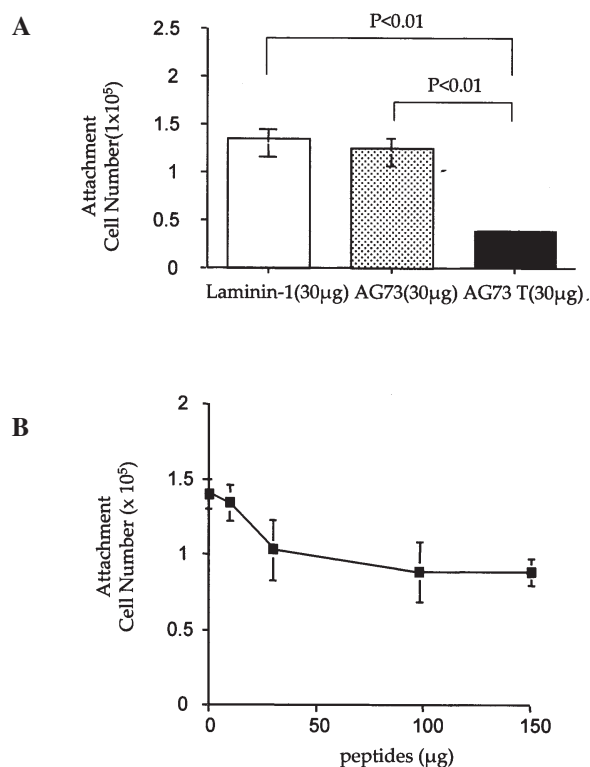 A
P<0.01
P<0.01
2.5
2
1.5
1
0.5
0
Attachment
Cell Number(1x10⁵)
Laminin-1(30µg) AG73(30µg) AG73 T(30µg)
B
2
1.5
1
0.5
0
Attachment
Cell Number (x 10⁵)
0 50 100 150
peptides (µg)